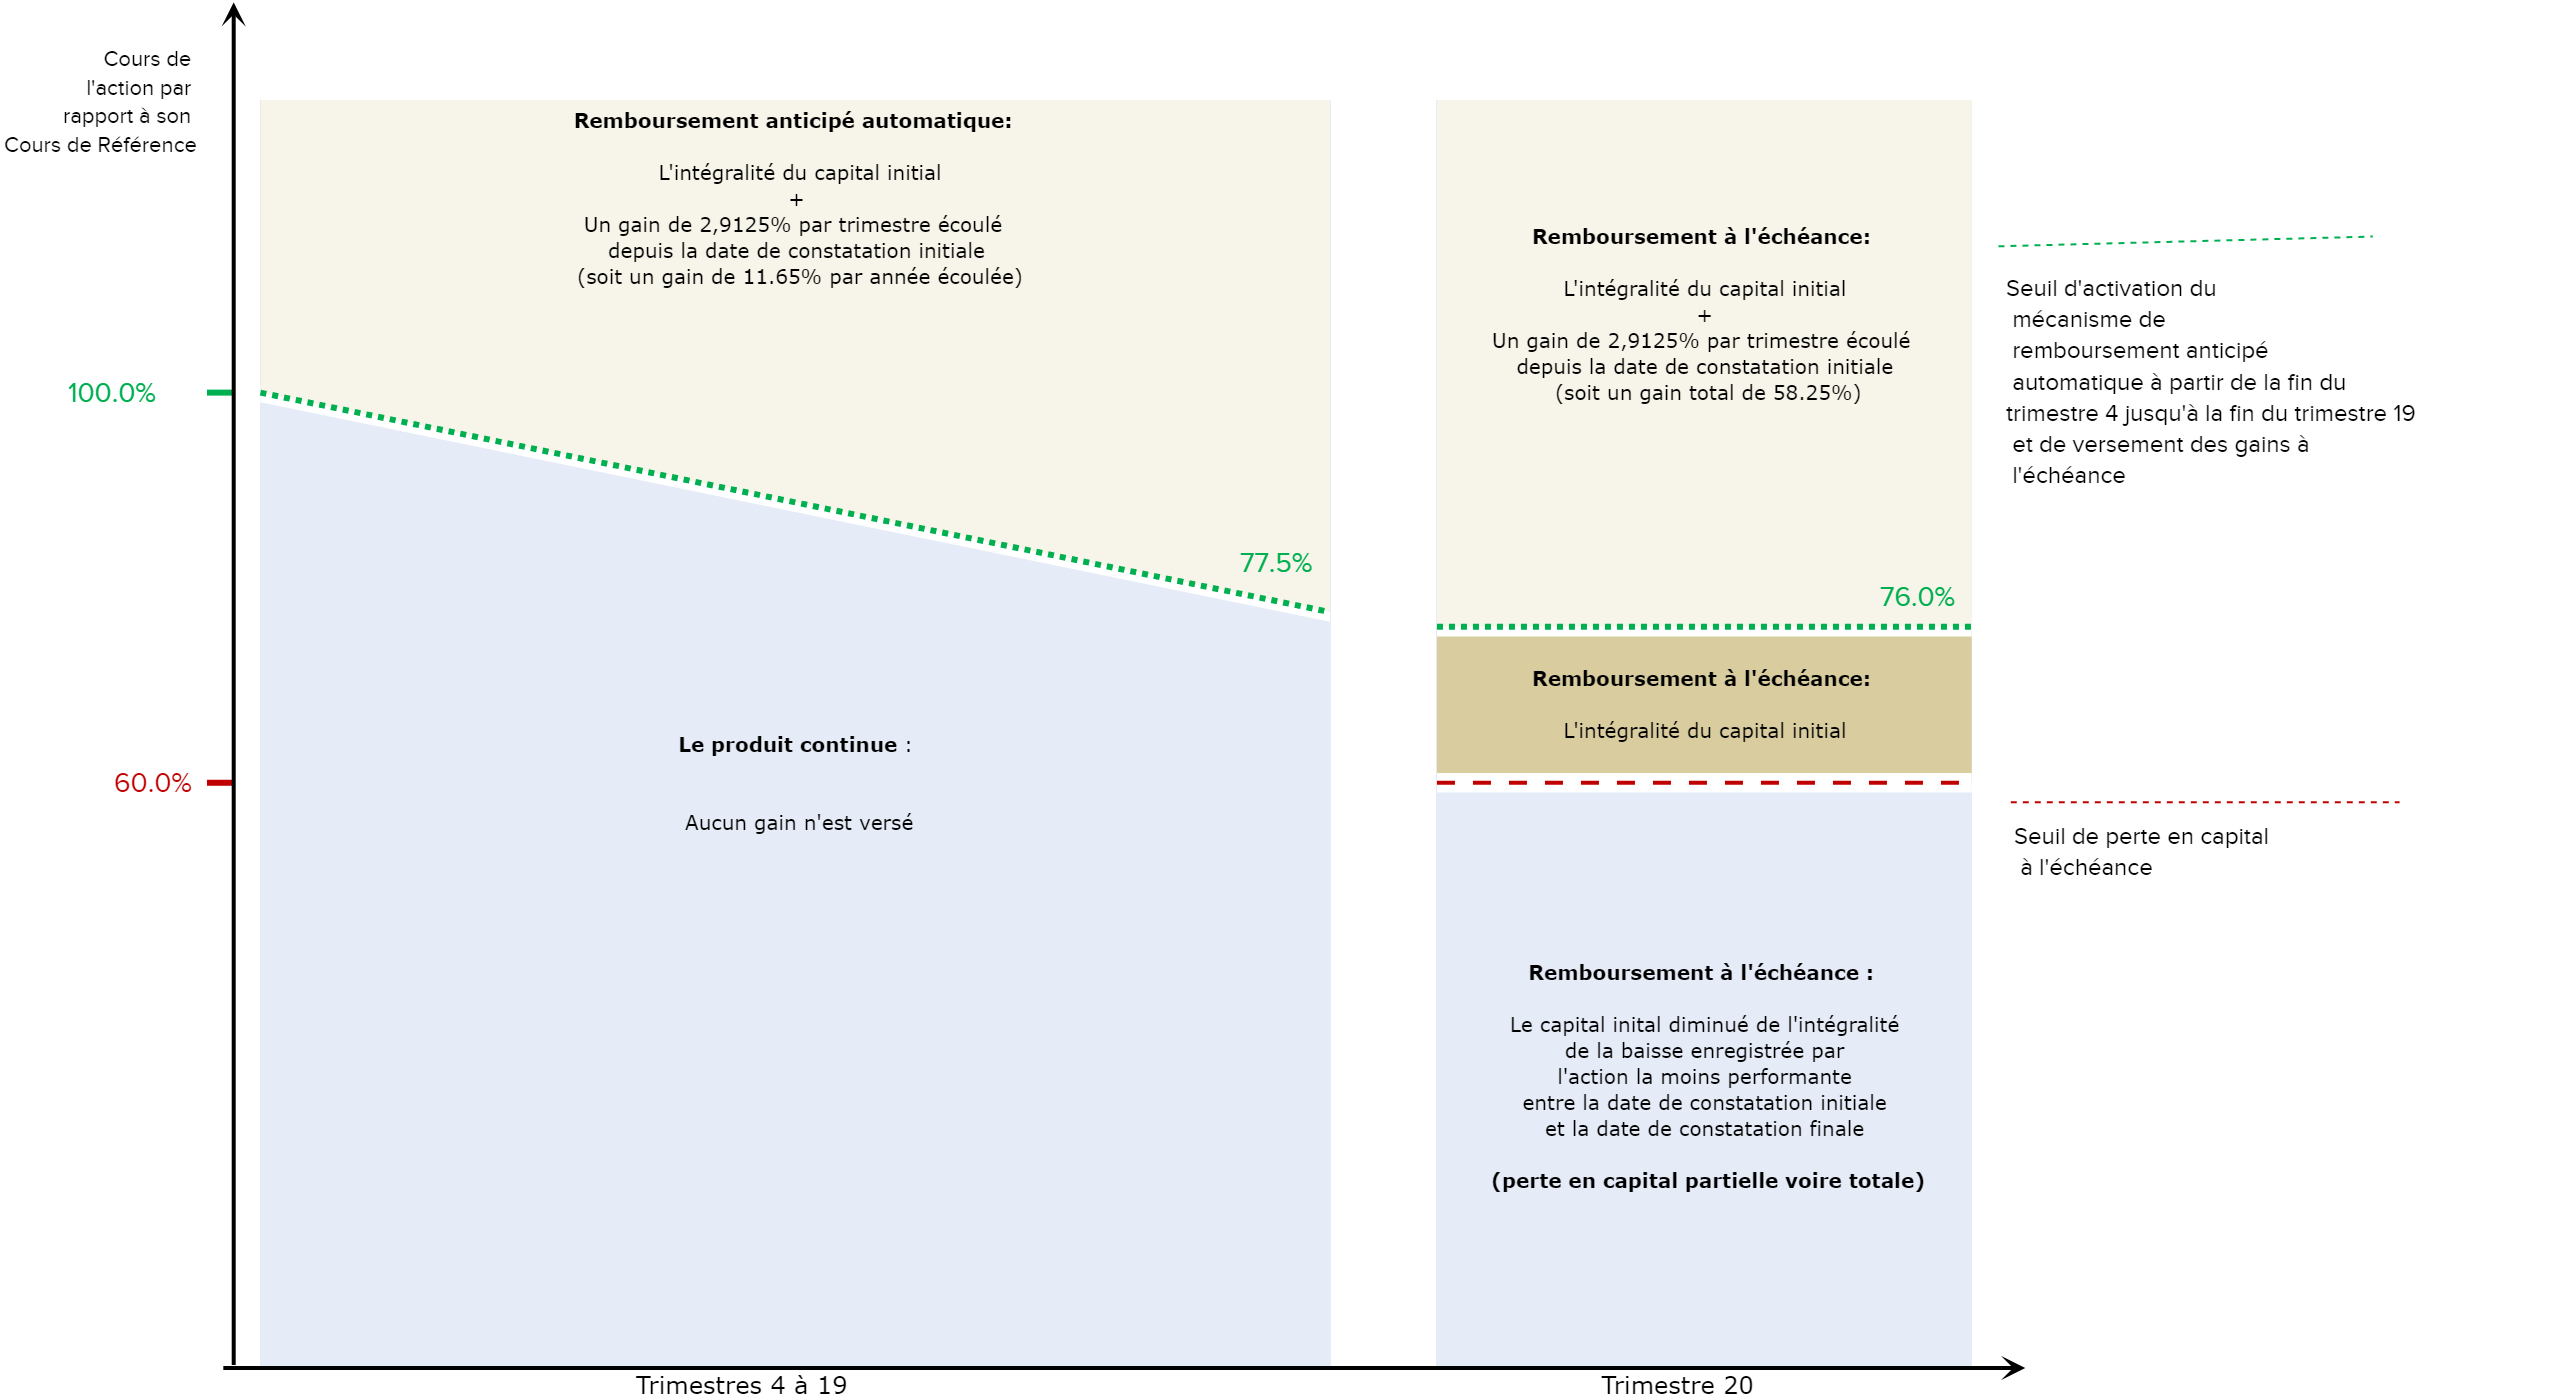 Cours de
l'action par
rapport à son
Cours de Référence
Remboursement anticipé automatique:
L'intégralité du capital initial
+
Un gain de 2,9125% par trimestre écoulé
depuis la date de constatation initiale
(soit un gain de 11.65% par année écoulée)
100.0%
77.5%
Le produit continue :
60.0%
Aucun gain n'est versé
Trimestres 4 à 19
Remboursement à l'échéance:
L'intégralité du capital initial
+
Un gain de 2,9125% par trimestre écoulé
depuis la date de constatation initiale
(soit un gain total de 58.25%)
76.0%
Remboursement à l'échéance:
L'intégralité du capital initial
Remboursement à l'échéance :
Le capital inital diminué de l'intégralité
de la baisse enregistrée par
l'action la moins performante
entre la date de constatation initiale
et la date de constatation finale
(perte en capital partielle voire totale)
Trimestre 20
Seuil d'activation du
mécanisme de
remboursement anticipé
automatique à partir de la fin du
trimestre 4 jusqu'à la fin du trimestre 19
et de versement des gains à
l'échéance
Seuil de perte en capital
à l'échéance